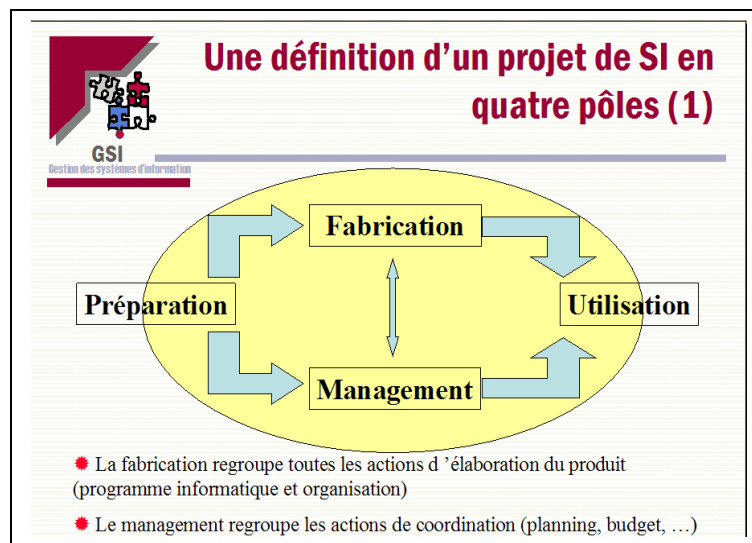 Une définition d'un projet de SI en
quatre pôles (1)
GSI
Gestion des systèmes d'information
Fabrication
Préparation
Utilisation
Management
La fabrication regroupe toutes les actions d 'élaboration du produit
(programme informatique et organisation)
Le management regroupe les actions de coordination (planning, budget, …)